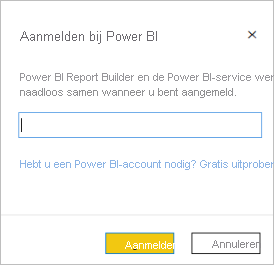 Aanmelden bij Power BI
Power BI Report Builder en de Power BI-service wer
naadloos samen wanneer u bent aangemeld.
Hebt u een Power BI-account nodig? Gratis uitprober
Aanmelden
Annuleren